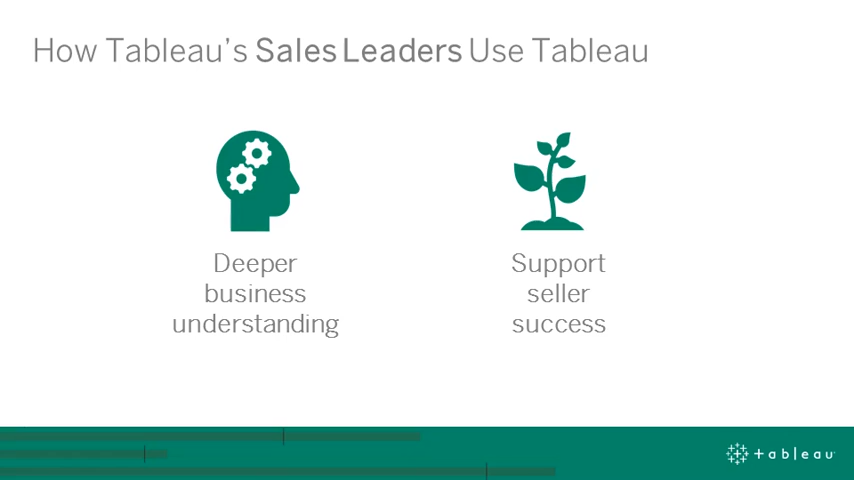 How Tableau's Sales Leaders Use Tableau
Deeper
business
understanding
Support
seller
success
+ableau